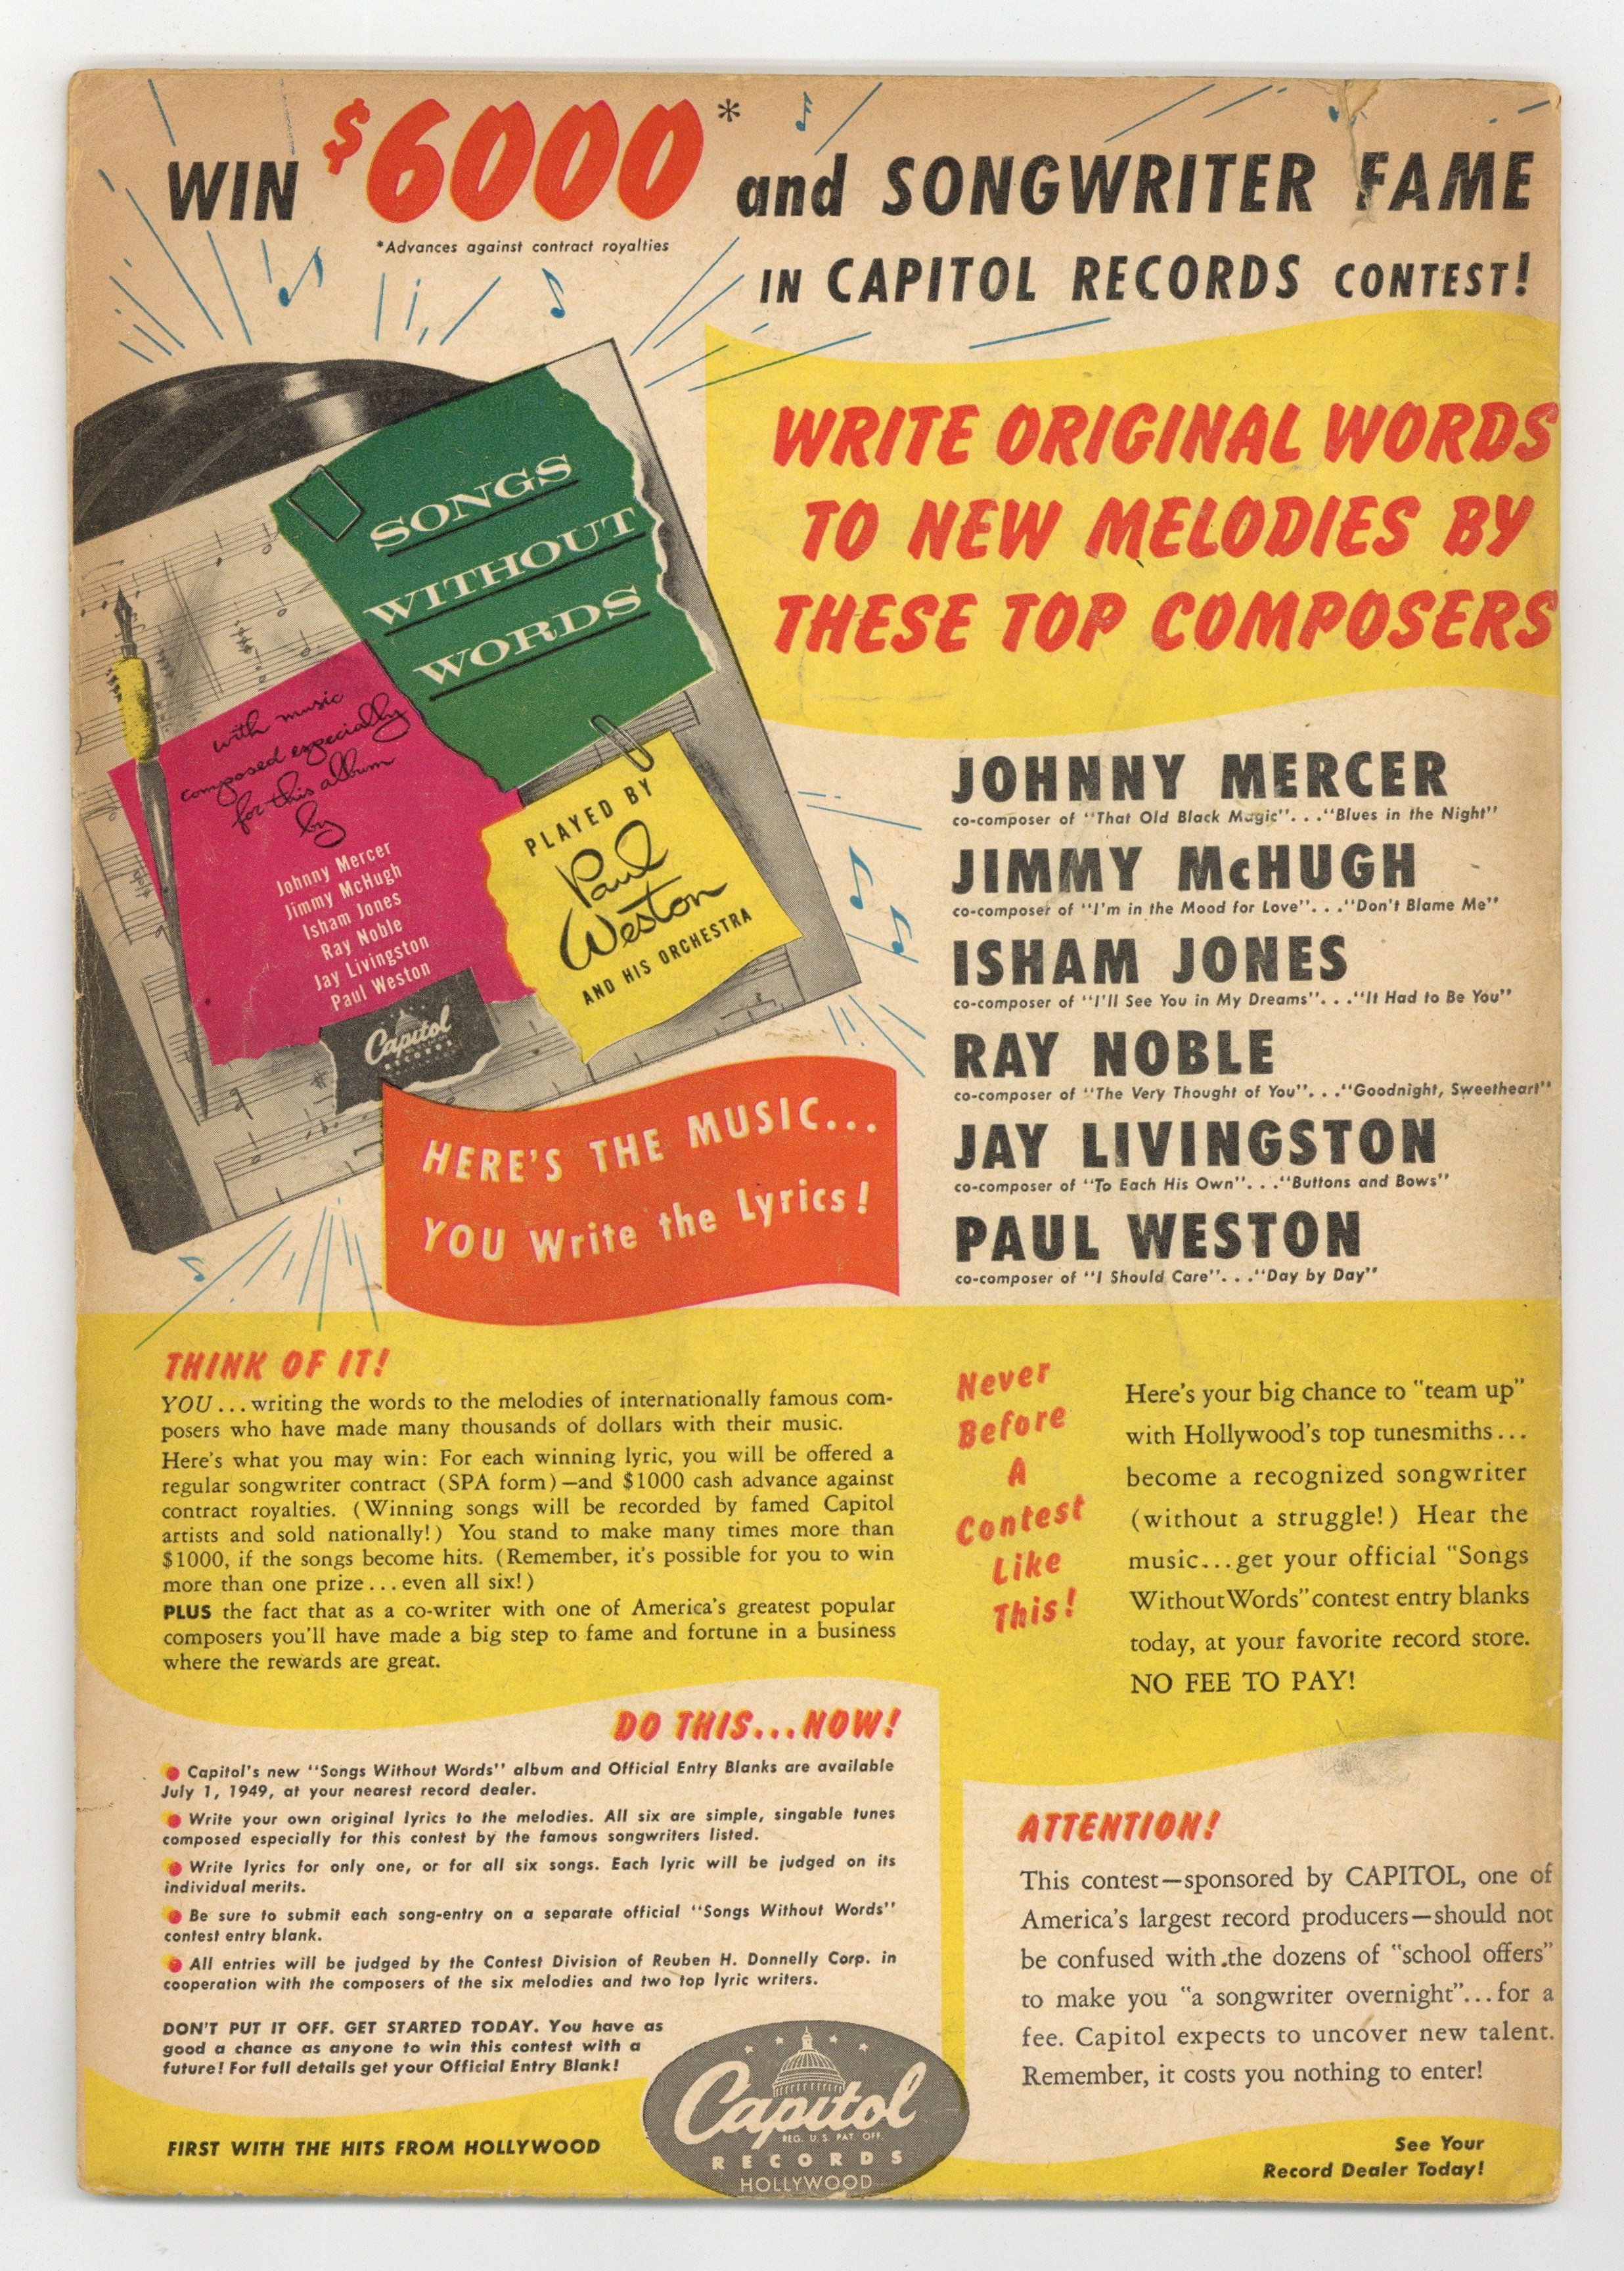 WIN $6000* and SONGWRITER FAME
*Advances against contract royalties
IN CAPITOL RECORDS CONTEST!
WRITE ORIGINAL WORDS
TO NEW MELODIES BY
THESE TOP COMPOSERS
SONGS
WITHOUT
WORDS
with music
composed especially
for this album
by
Johnny Mercer
Jimmy McHugh
Isham Jones
Ray Noble
Jay Livingston
Paul Weston
PLAYED BY
Paul
Weston
AND HIS ORCHESTRA
Capitol
RECORDS
HERE'S THE MUSIC...
YOU Write the Lyrics!
JOHNNY MERCER
co-composer of "That Old Black Magic"..."Blues in the Night"
JIMMY McHUGH
co-composer of "I'm in the Mood for Love"..."Don't Blame Me"
ISHAM JONES
co-composer of "I'll See You in My Dreams"..."It Had to Be You"
RAY NOBLE
co-composer of "The Very Thought of You"..."Goodnight, Sweetheart"
JAY LIVINGSTON
co-composer of "To Each His Own"..."Buttons and Bows"
PAUL WESTON
co-composer of "I Should Care"..."Day by Day"
THINK OF IT!
YOU...writing the words to the melodies of internationally famous com-
posers who have made many thousands of dollars with their music.
Here's what you may win: For each winning lyric, you will be offered a
regular songwriter contract (SPA form)—and $1000 cash advance against
contract royalties. (Winning songs will be recorded by famed Capitol
artists and sold nationally!) You stand to make many times more than
$1000, if the songs become hits. (Remember, it's possible for you to win
more than one prize...even all six!)
PLUS the fact that as a co-writer with one of America's greatest popular
composers you'll have made a big step to fame and fortune in a business
where the rewards are great.
Never
Before
A
Contest
Like
This!
Here's your big chance to "team up"
with Hollywood's top tunesmiths...
become a recognized songwriter
(without a struggle!) Hear the
music...get your official "Songs
Without Words" contest entry blanks
today, at your favorite record store.
NO FEE TO PAY!
DO THIS...NOW!
● Capitol's new "Songs Without Words" album and Official Entry Blanks are available
July 1, 1949, at your nearest record dealer.
● Write your own original lyrics to the melodies. All six are simple, singable tunes
composed especially for this contest by the famous songwriters listed.
● Write lyrics for only one, or for all six songs. Each lyric will be judged on its
individual merits.
● Be sure to submit each song-entry on a separate official "Songs Without Words"
contest entry blank.
● All entries will be judged by the Contest Division of Reuben H. Donnelly Corp. in
cooperation with the composers of the six melodies and two top lyric writers.
DON'T PUT IT OFF. GET STARTED TODAY. You have as
good a chance as anyone to win this contest with a
future! For full details get your Official Entry Blank!
ATTENTION!
This contest—sponsored by CAPITOL, one of
America's largest record producers—should not
be confused with the dozens of "school offers"
to make you "a songwriter overnight"...for a
fee. Capitol expects to uncover new talent.
Remember, it costs you nothing to enter!
FIRST WITH THE HITS FROM HOLLYWOOD
Capitol
REG. U.S. PAT. OFF.
RECORDS
HOLLYWOOD
See Your
Record Dealer Today!